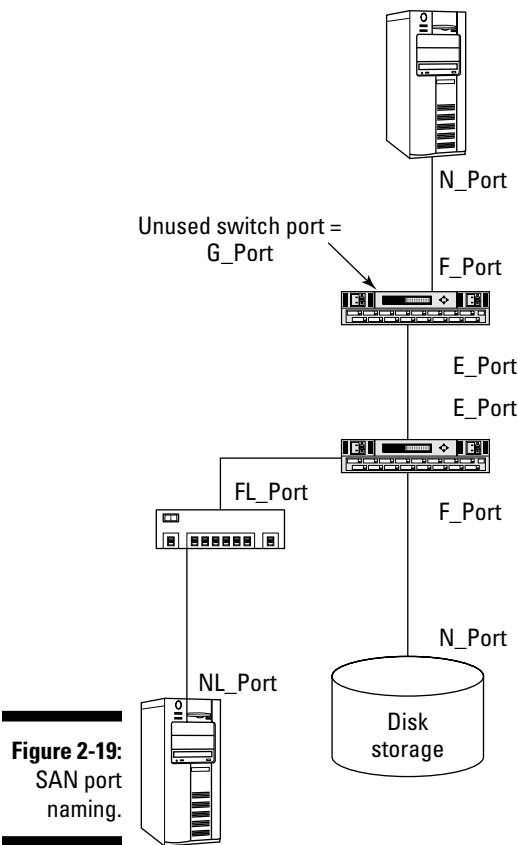 N_Port
Unused switch port =
G_Port
F_Port
E_Port
E_Port
FL_Port
F_Port
N_Port
NL_Port
Disk
storage
Figure 2-19:
SAN port
naming.